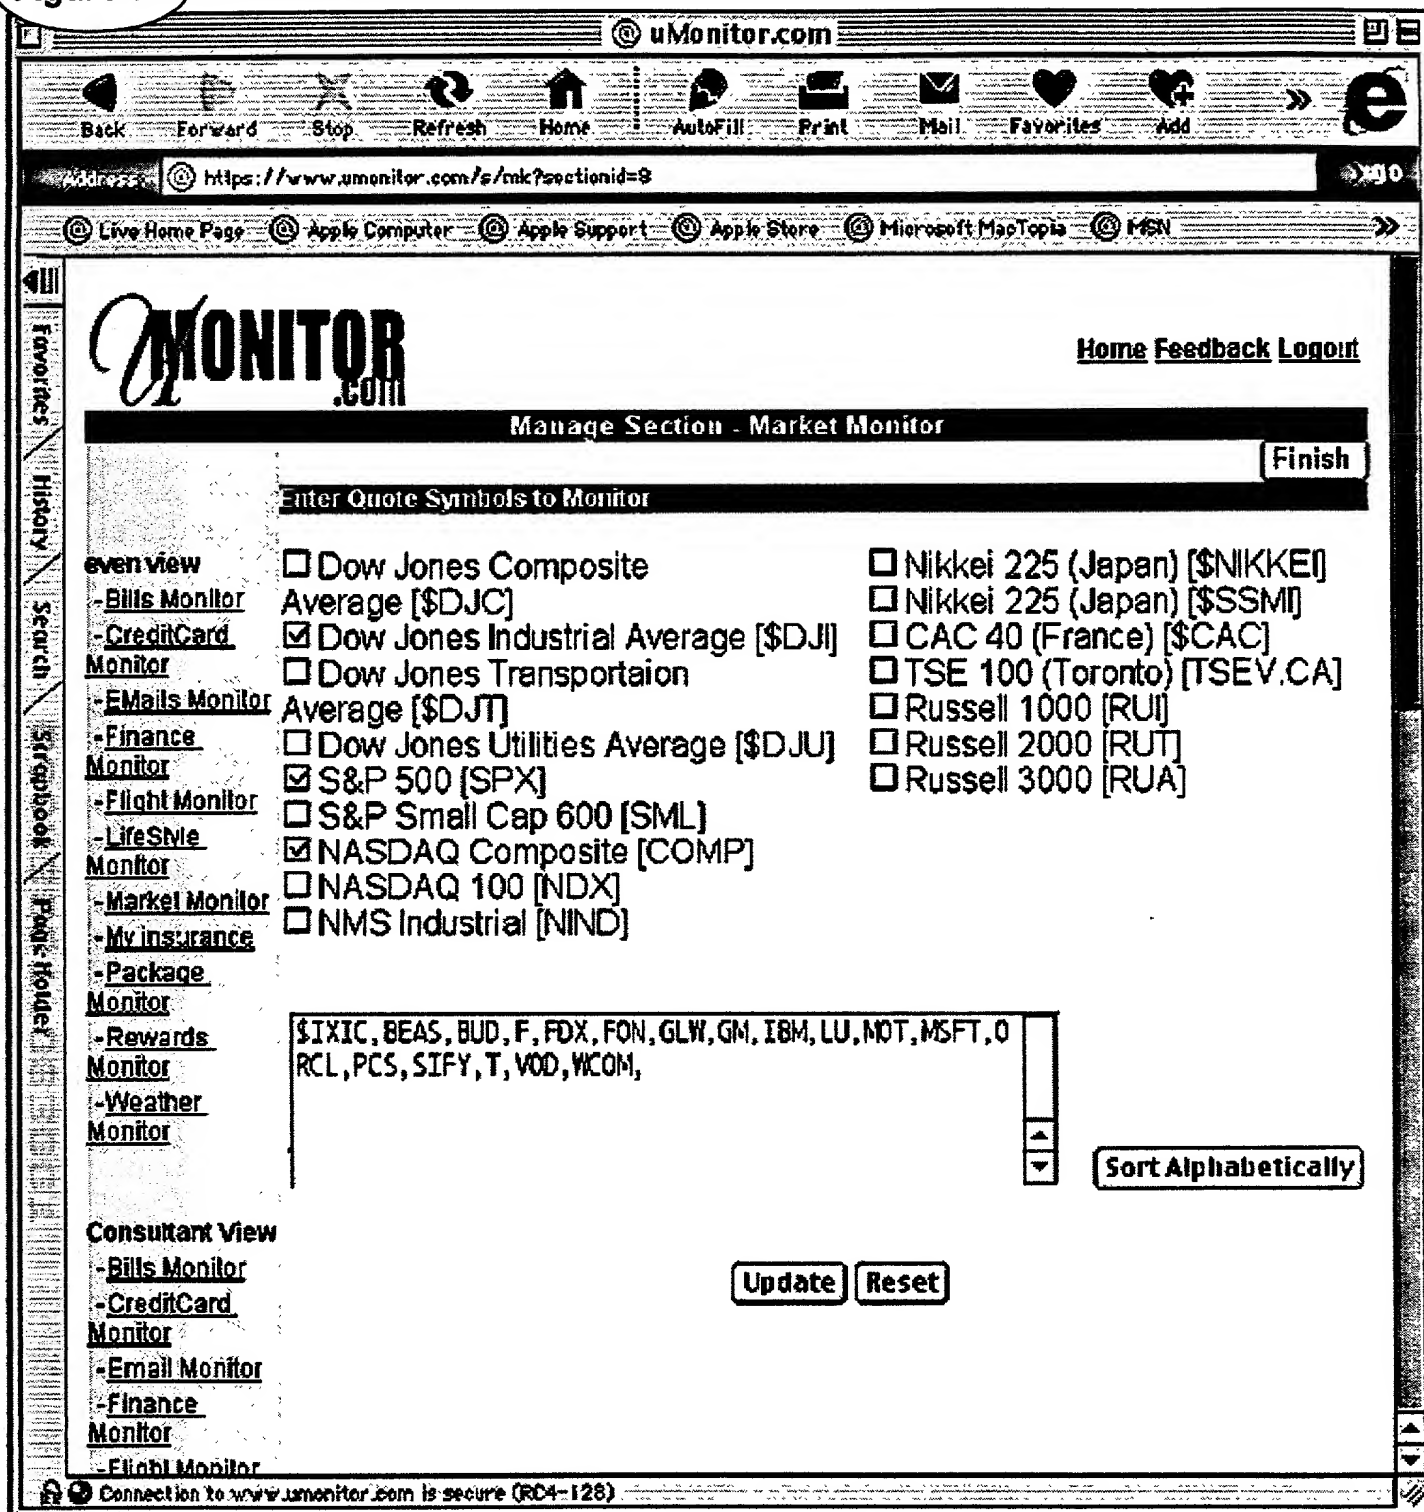 uMonitor.com
Back Forward Stop Refresh Home AutoFill Print Mail Favorites Add
Address https://www.umonitor.com/s/mk?sectionid=9 go
Live Home Page Apple Computer Apple Support Apple Store Microsoft MacTopia MSN
Favorites
History
Search
Scrapbook
Page Holder
UMONITOR
.com
Home Feedback Logout
Manage Section - Market Monitor
Finish
Enter Quote Symbols to Monitor
even view
-Bills Monitor
-CreditCard
Monitor
-EMails Monitor
-Finance
Monitor
-Flight Monitor
-LifeStyle
Monitor
-Market Monitor
-My insurance
-Package
Monitor
-Rewards
Monitor
-Weather
Monitor
Consultant View
-Bills Monitor
-CreditCard
Monitor
-Email Monitor
-Finance
Monitor
-Flight Monitor
Dow Jones Composite
Average [$DJC]
Dow Jones Industrial Average [$DJI]
Dow Jones Transportaion
Average [$DJT]
Dow Jones Utilities Average [$DJU]
S&P 500 [SPX]
S&P Small Cap 600 [SML]
NASDAQ Composite [COMP]
NASDAQ 100 [NDX]
NMS Industrial [NIND]
Nikkei 225 (Japan) [$NIKKEI]
Nikkei 225 (Japan) [$SSMI]
CAC 40 (France) [$CAC]
TSE 100 (Toronto) [TSEV.CA]
Russell 1000 [RUI]
Russell 2000 [RUT]
Russell 3000 [RUA]
$IXIC,BEAS,BUD,F,FDX,FON,GLW,GM,IBM,LU,MOT,MSFT,O
RCL,PCS,SIFY,T,VOD,WCOM,
Sort Alphabetically
Update Reset
Connection to www.umonitor.com is secure (RC4-128)